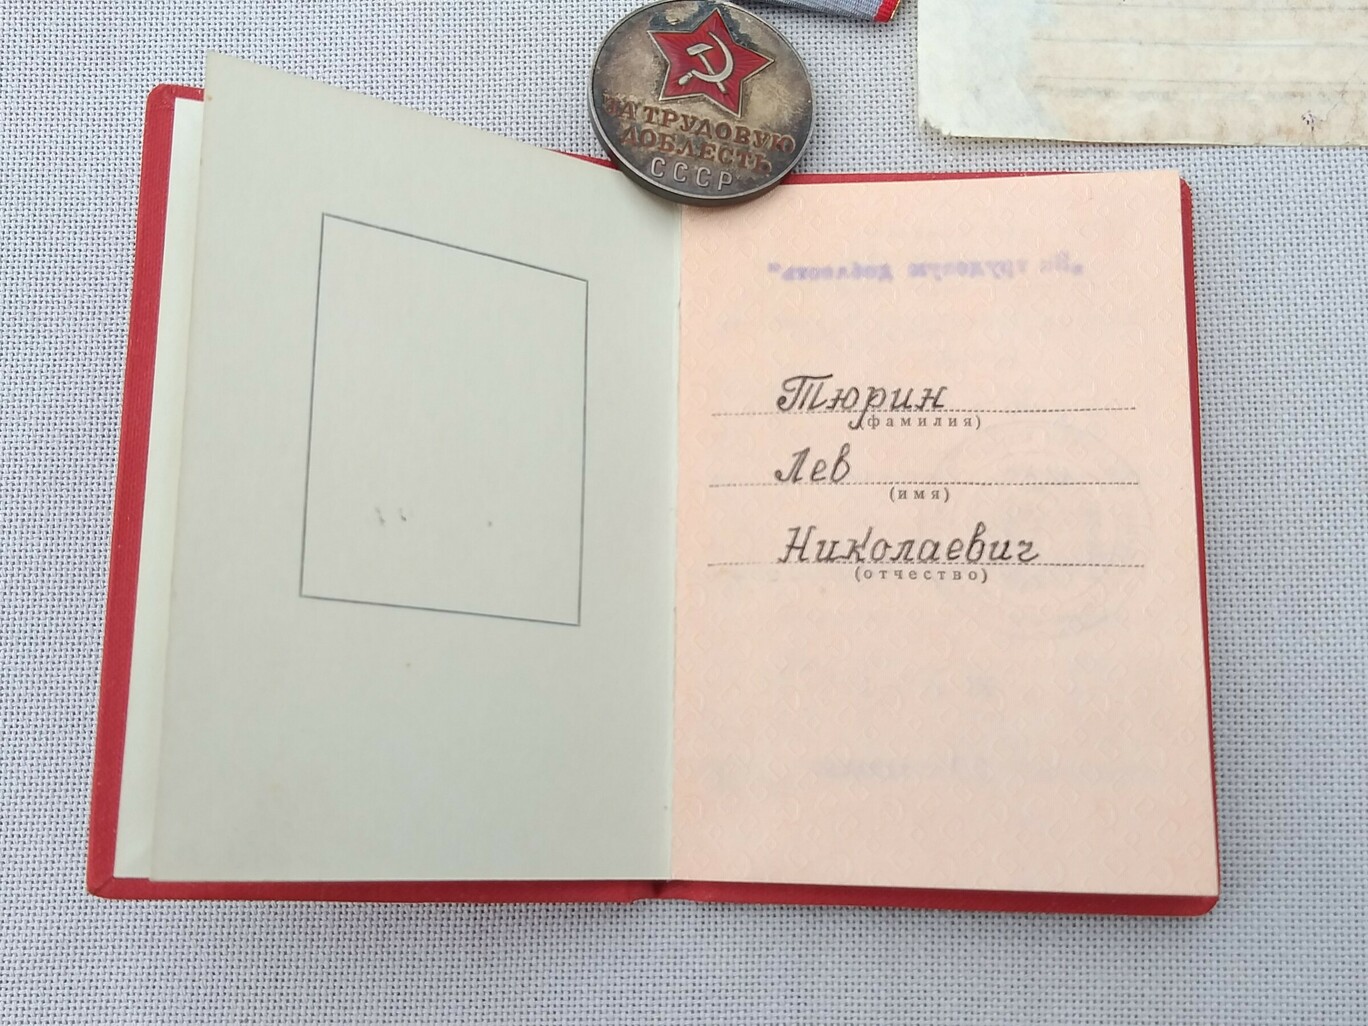 ЗА ТРУДОВУЮ
ДОБЛЕСТЬ
СССР
„За трудовую доблесть“
Тюрин
(фамилия)
Лев
(имя)
Николаевич
(отчество)